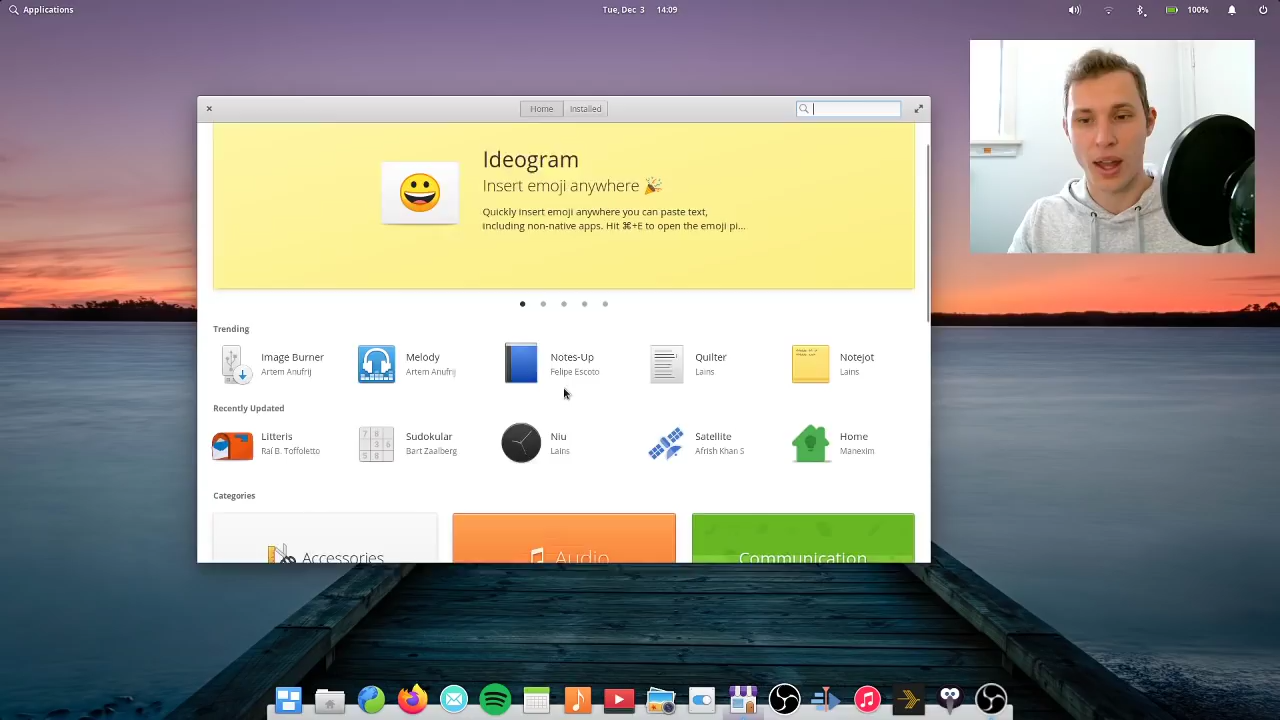 Applications
Tue, Dec 3 14:09
100%
Home
Installed
Ideogram
Insert emoji anywhere 🎉
Quickly insert emoji anywhere you can paste text,
including non-native apps. Hit ⌘+E to open the emoji pi...
Trending
Image Burner
Artem Anufrij
Melody
Artem Anufrij
Notes-Up
Felipe Escoto
Quilter
Lains
Notejot
Lains
Recently Updated
Litteris
Raí B. Toffoletto
Sudokular
Bart Zaalberg
Niu
Lains
Satellite
Afrish Khan S
Home
Manexim
Categories
Accessories
Audio
Communication